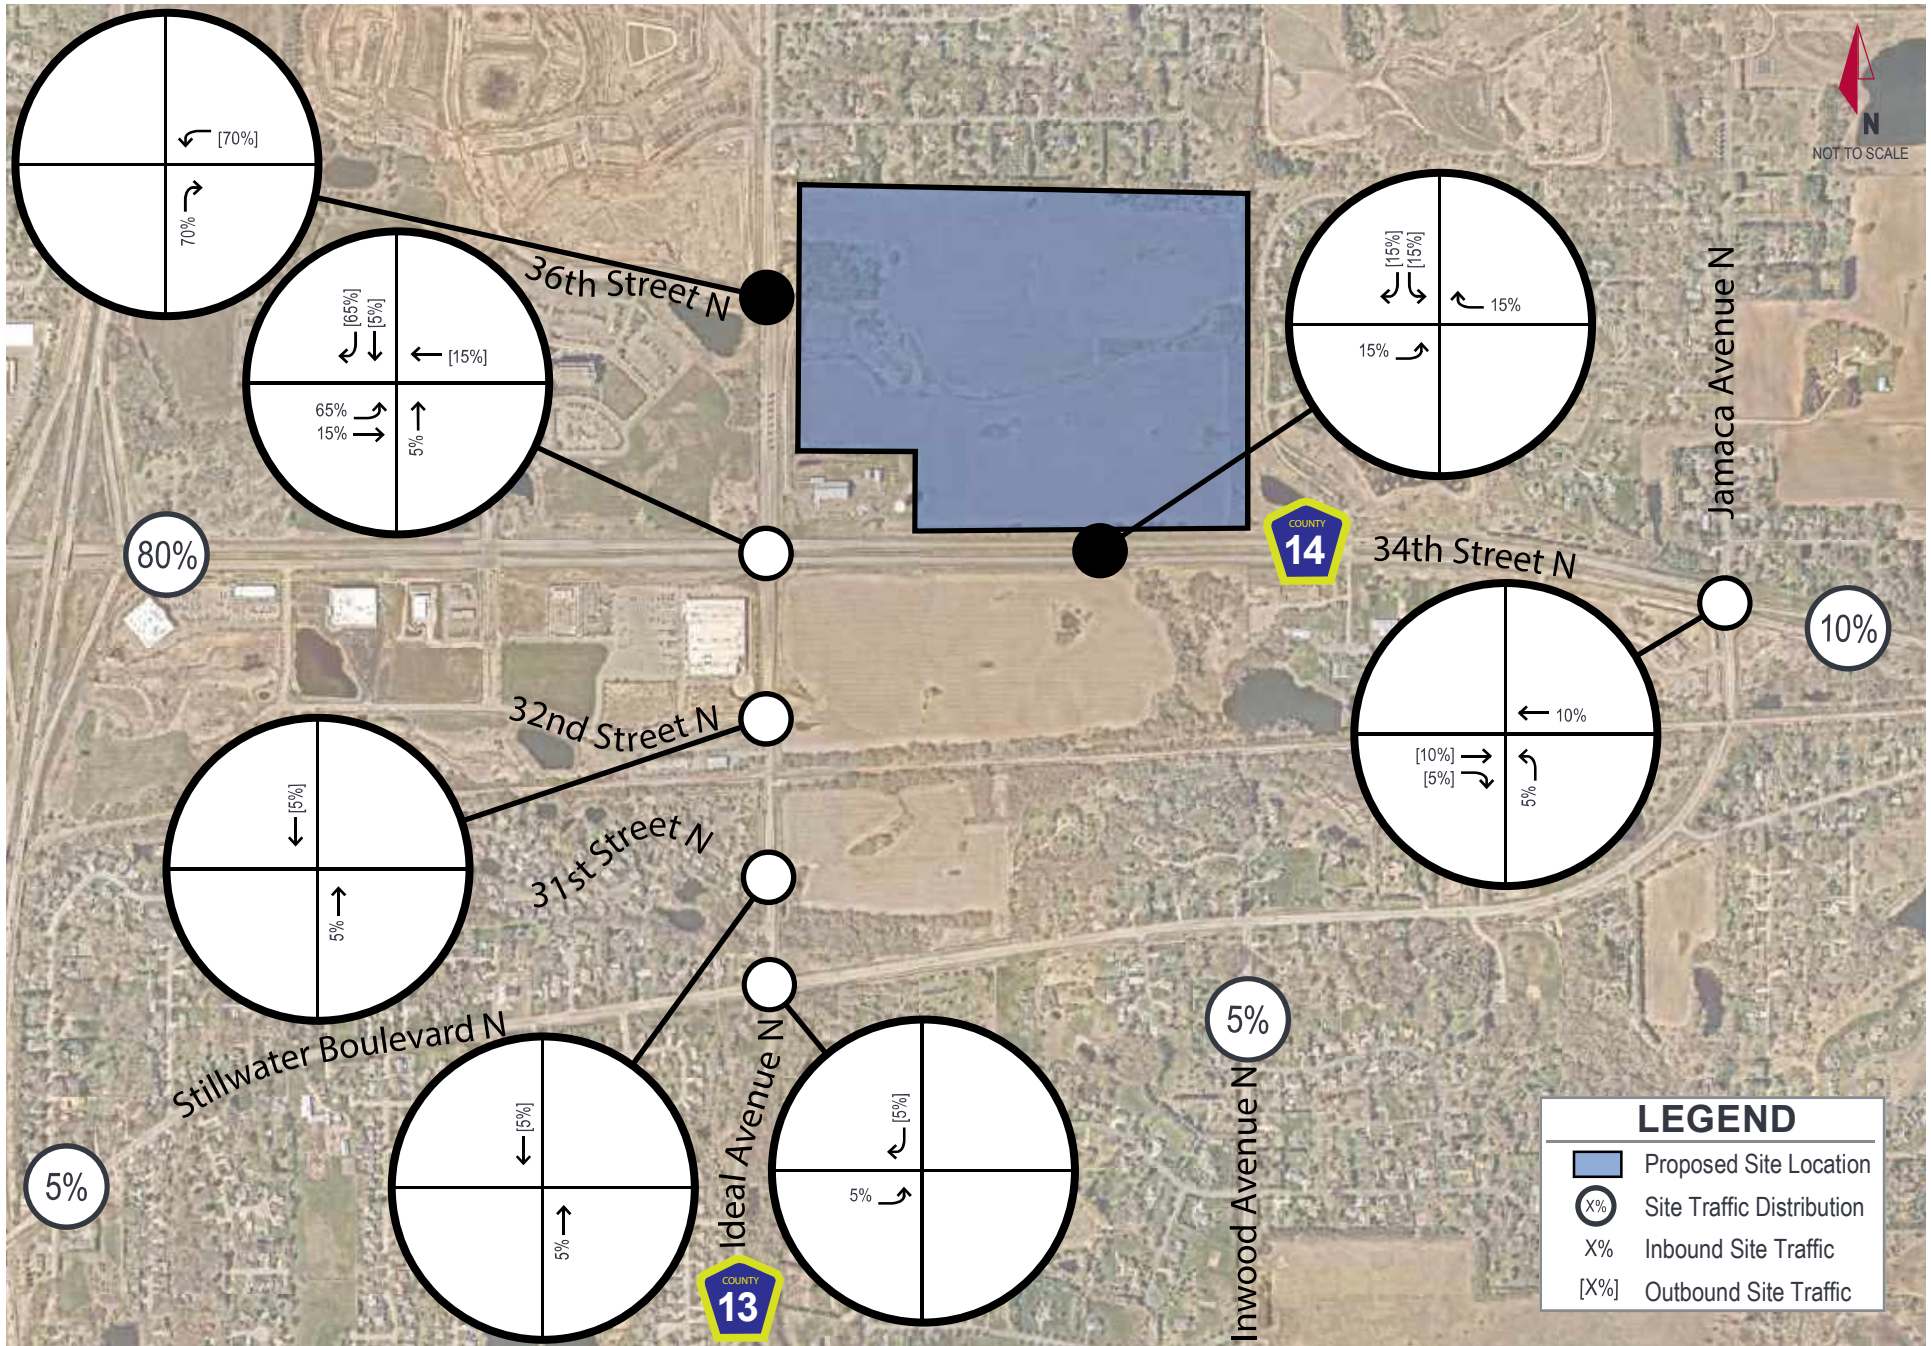 [70%]
70%
36th Street N
[65%]
[5%]
[15%]
65%
15%
5%
[15%]
[15%]
15%
15%
N
NOT TO SCALE
Jamaca Avenue N
80%
COUNTY
14
34th Street N
10%
10%
[10%]
[5%]
5%
32nd Street N
[5%]
5%
31st Street N
Stillwater Boulevard N
5%
[5%]
5%
Ideal Avenue N
COUNTY
13
[5%]
5%
5%
Inwood Avenue N
LEGEND
Proposed Site Location
X% Site Traffic Distribution
X% Inbound Site Traffic
[X%] Outbound Site Traffic